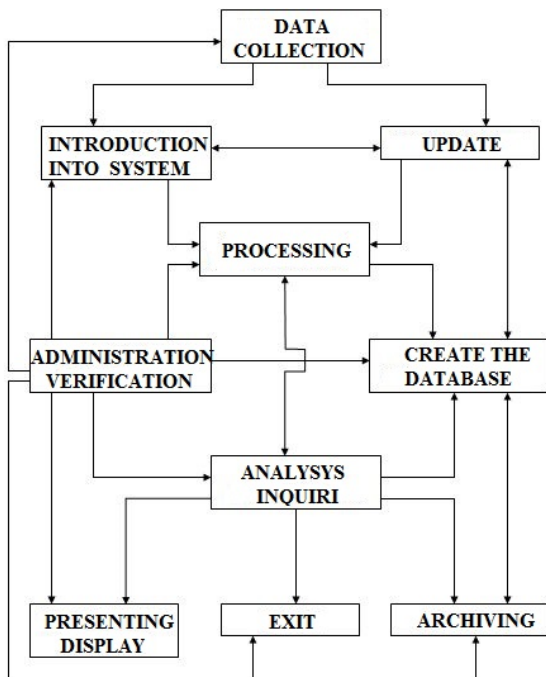 DATA
COLLECTION
INTRODUCTION
INTO SYSTEM
UPDATE
PROCESSING
ADMINISTRATION
VERIFICATION
CREATE THE
DATABASE
ANALYSYS
INQUIRI
PRESENTING
DISPLAY
EXIT
ARCHIVING